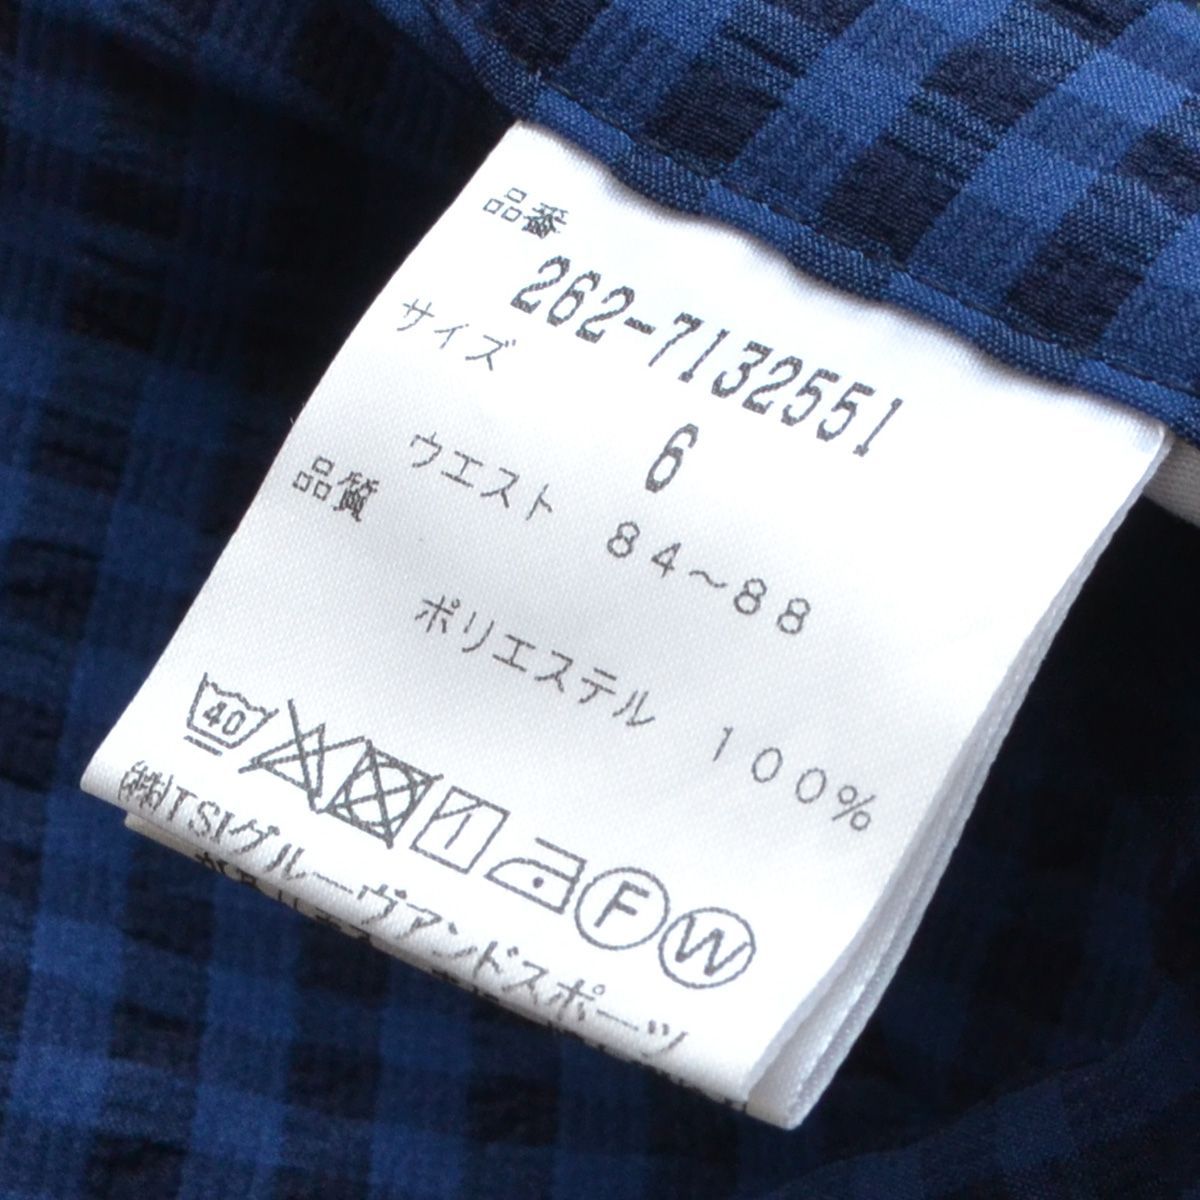 品番
262-7132551
サイズ
6
ウエスト 84〜88
品質
ポリエステル 100%
40
F W
㈱TSIグルーヴアンドスポーツ